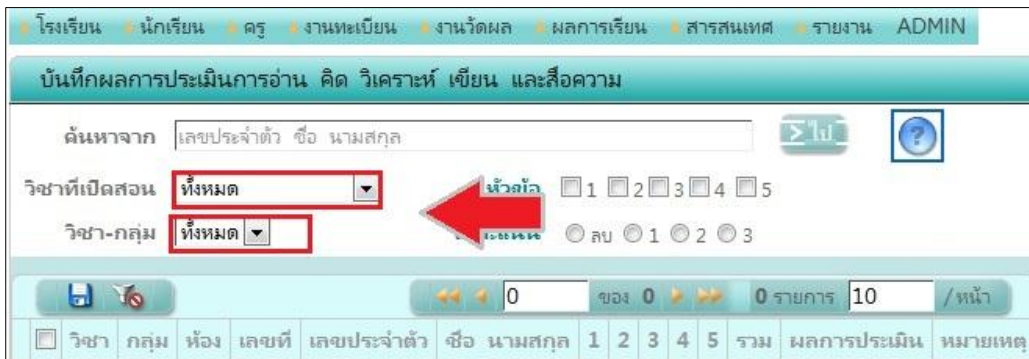 โรงเรียน นักเรียน ครู งานทะเบียน งานวัดผล ผลการเรียน สารสนเทศ รายงาน ADMIN
บันทึกผลการประเมินการอ่าน คิด วิเคราะห์ เขียน และสื่อความ
ค้นหาจาก เลขประจำตัว ชื่อ นามสกุล ไป ?
วิชาที่เปิดสอน ทั้งหมด หัวข้อ 1 2 3 4 5
วิชา-กลุ่ม ทั้งหมด ลบ 0 1 2 3
0 ของ 0 0 รายการ 10 /หน้า
วิชา กลุ่ม ห้อง เลขที่ เลขประจำตัว ชื่อ นามสกุล 1 2 3 4 5 รวม ผลการประเมิน หมายเหตุ